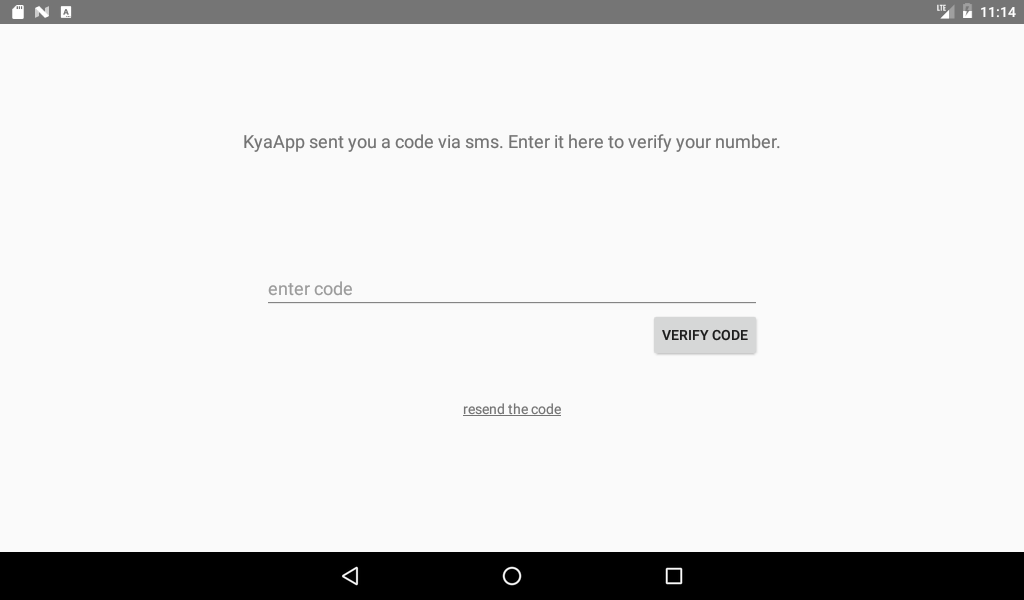 LTE 11:14
KyaApp sent you a code via sms. Enter it here to verify your number.
enter code
VERIFY CODE
resend the code